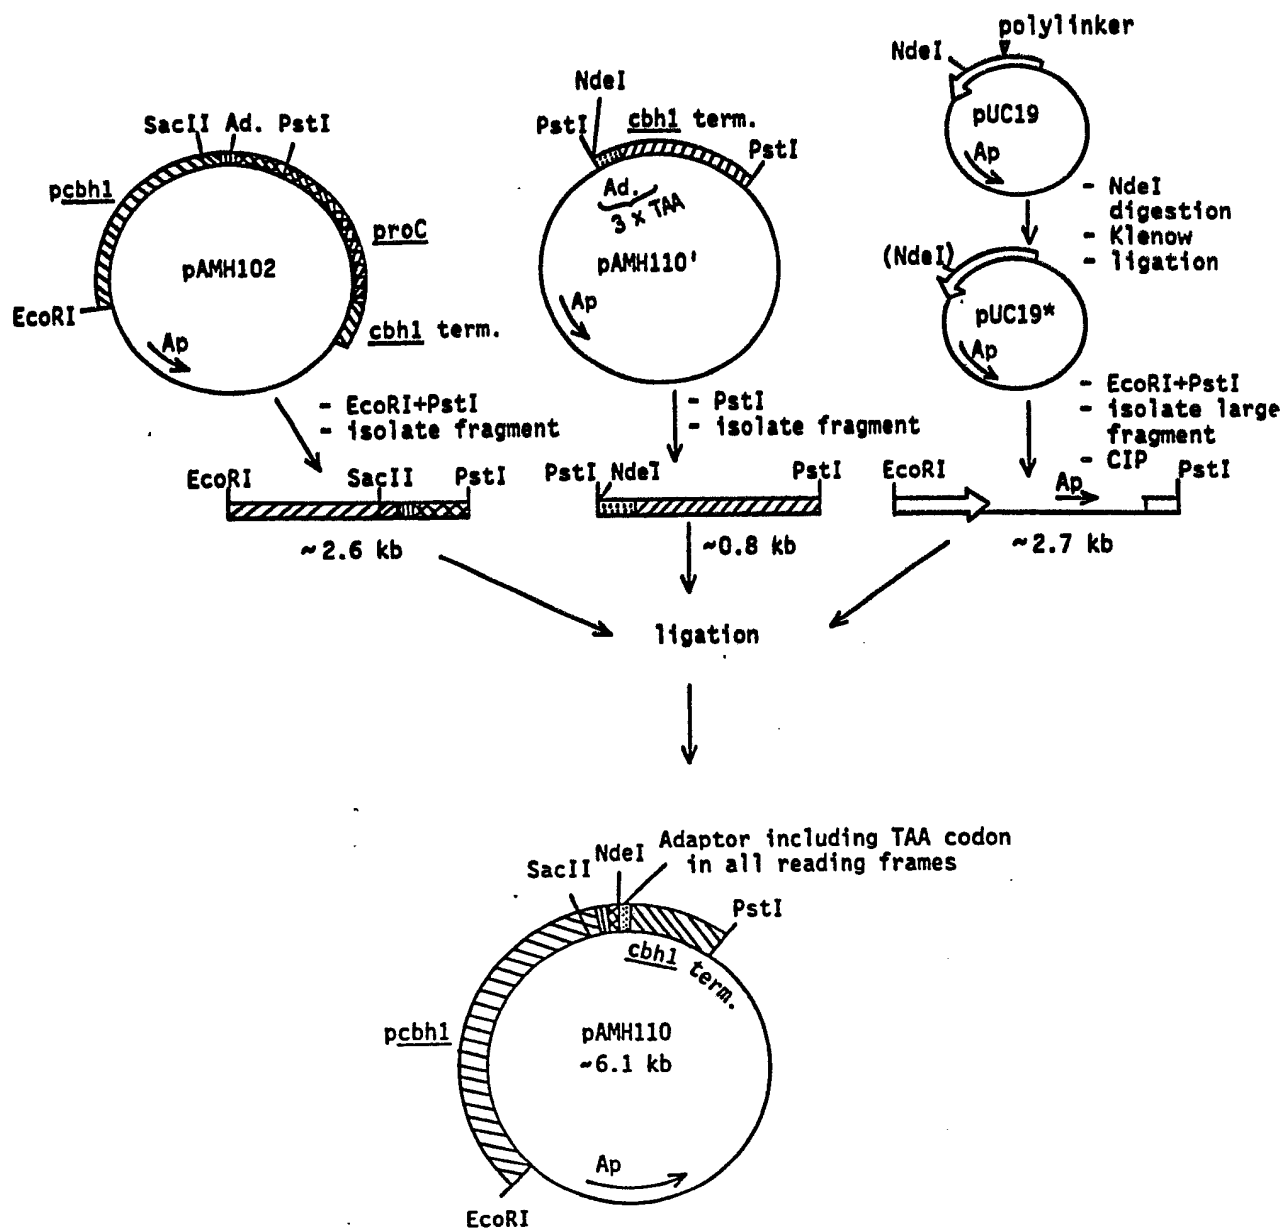 polylinker
NdeI
pUC19
Ap
- NdeI
digestion
- Klenow
- ligation
(NdeI)
pUC19*
Ap
- EcoRI+PstI
- isolate large
fragment
- CIP
SacII Ad. PstI
pcbh1
proC
pAMH102
EcoRI
cbh1 term.
Ap
- EcoRI+PstI
- isolate fragment
NdeI
PstI
cbh1 term.
PstI
Ad.
3 x TAA
pAMH110'
Ap
- PstI
- isolate fragment
EcoRI
SacII
PstI
~2.6 kb
PstI
NdeI
PstI
~0.8 kb
EcoRI
Ap
PstI
~2.7 kb
ligation
Adaptor including TAA codon
in all reading frames
NdeI
SacII
PstI
cbh1 term.
pcbh1
pAMH110
~6.1 kb
Ap
EcoRI